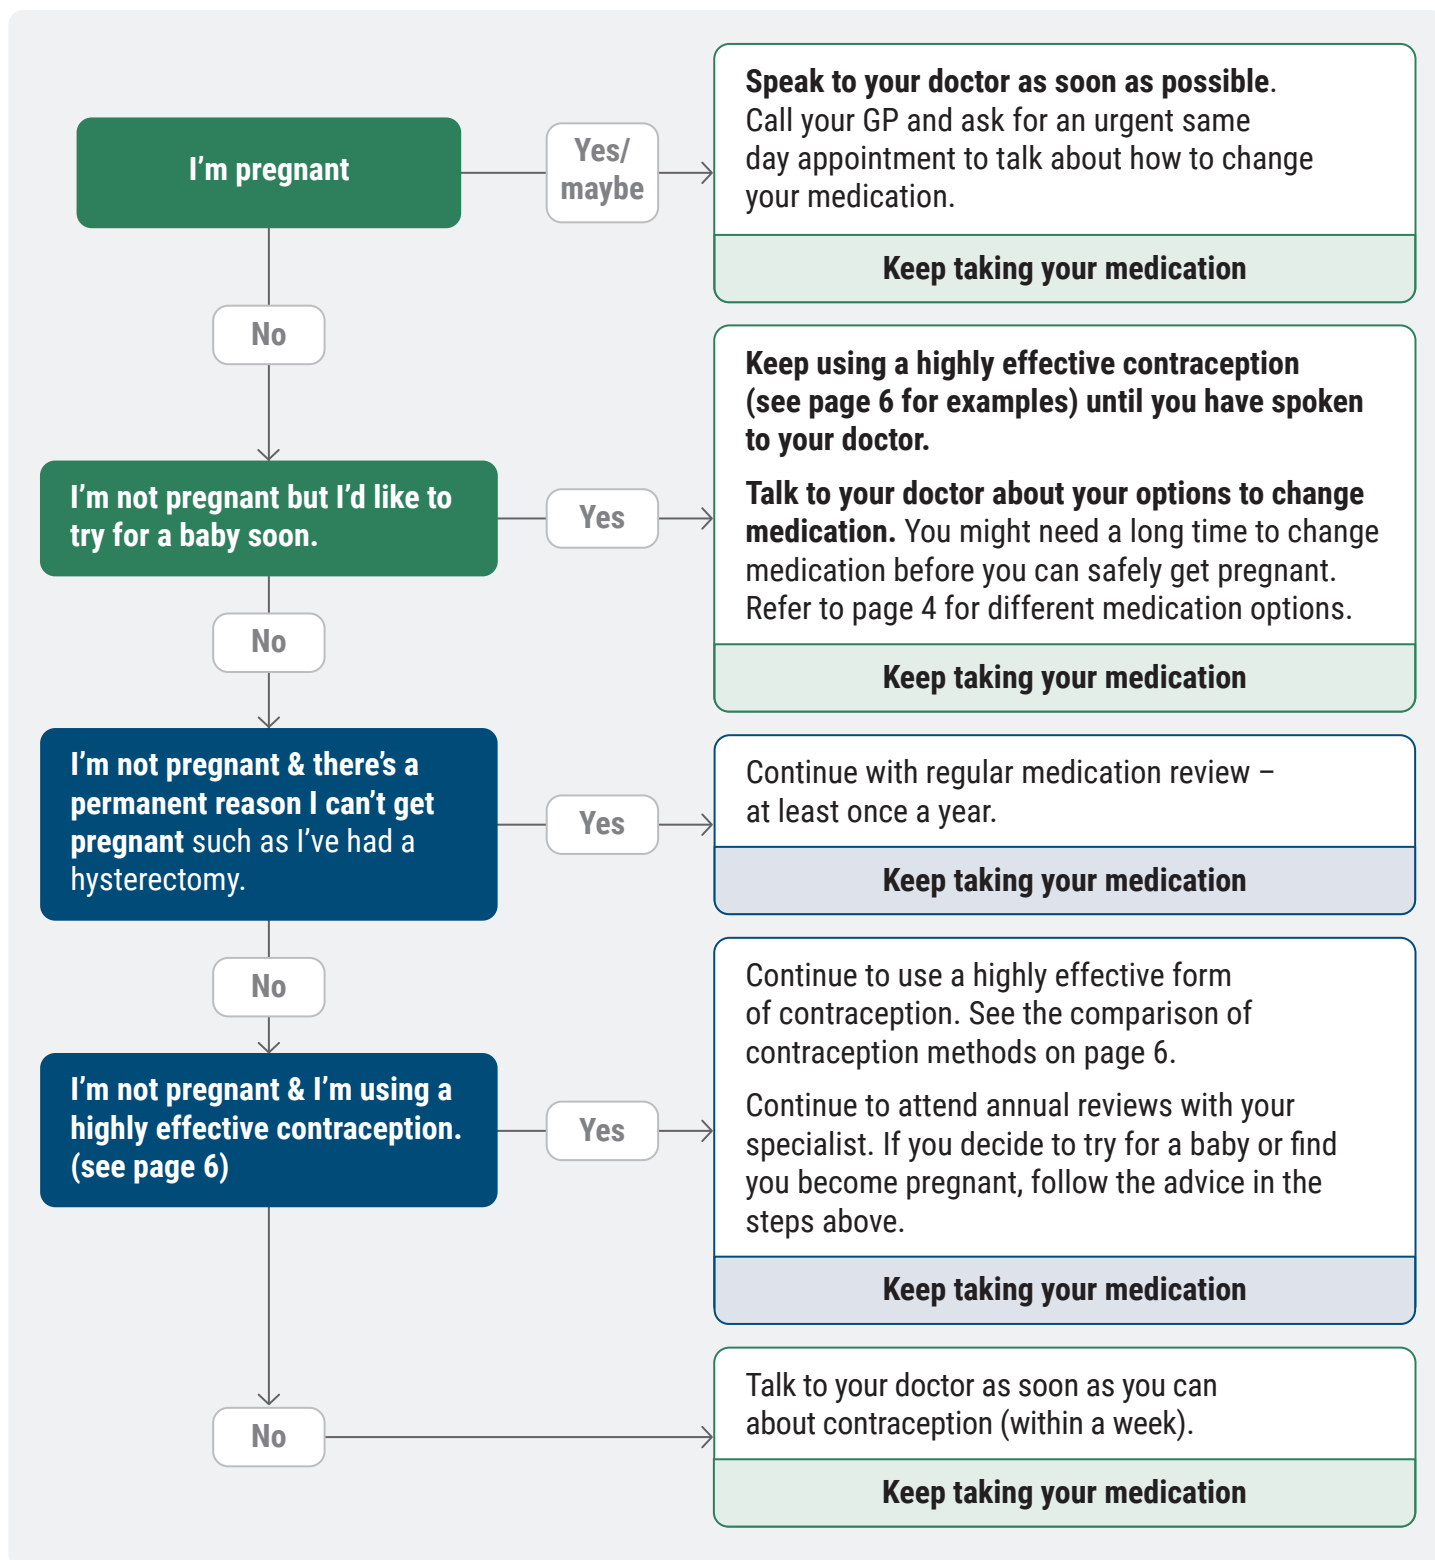 I’m pregnant
Yes/
maybe
Speak to your doctor as soon as possible.
Call your GP and ask for an urgent same
day appointment to talk about how to change
your medication.
Keep taking your medication
No
I’m not pregnant but I’d like to
try for a baby soon.
Yes
Keep using a highly effective contraception
(see page 6 for examples) until you have spoken
to your doctor.
Talk to your doctor about your options to change
medication. You might need a long time to change
medication before you can safely get pregnant.
Refer to page 4 for different medication options.
Keep taking your medication
No
I’m not pregnant & there’s a
permanent reason I can’t get
pregnant such as I’ve had a
hysterectomy.
Yes
Continue with regular medication review –
at least once a year.
Keep taking your medication
No
I’m not pregnant & I’m using a
highly effective contraception.
(see page 6)
Yes
Continue to use a highly effective form
of contraception. See the comparison of
contraception methods on page 6.
Continue to attend annual reviews with your
specialist. If you decide to try for a baby or find
you become pregnant, follow the advice in the
steps above.
Keep taking your medication
No
Talk to your doctor as soon as you can
about contraception (within a week).
Keep taking your medication